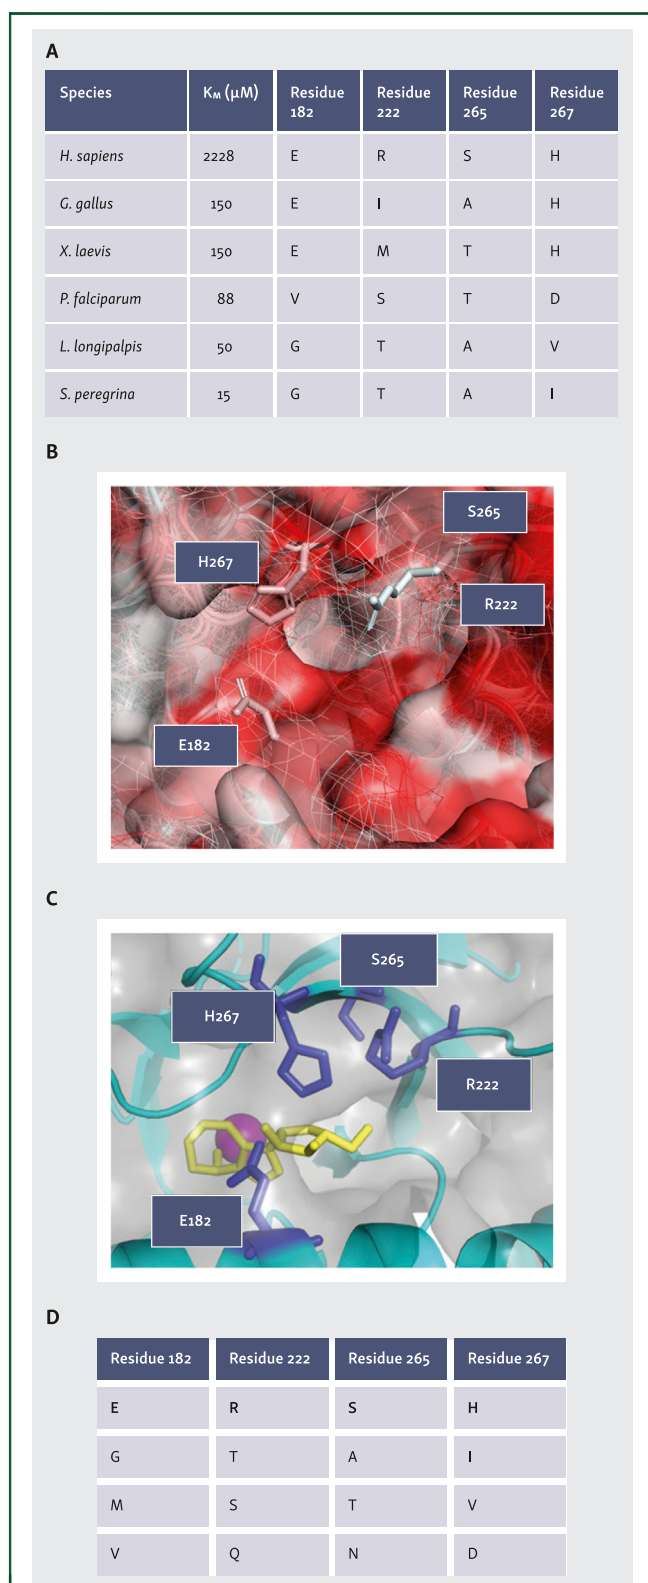 A
Species K_M (µM) Residue 182 Residue 222 Residue 265 Residue 267
H. sapiens 2228 E R S H
G. gallus 150 E I A H
X. laevis 150 E M T H
P. falciparum 88 V S T D
L. longipalpis 50 G T A V
S. peregrina 15 G T A I
B
S265
H267
R222
E182
C
S265
H267
R222
E182
D
Residue 182 Residue 222 Residue 265 Residue 267
E R S H
G T A I
M S T V
V Q N D